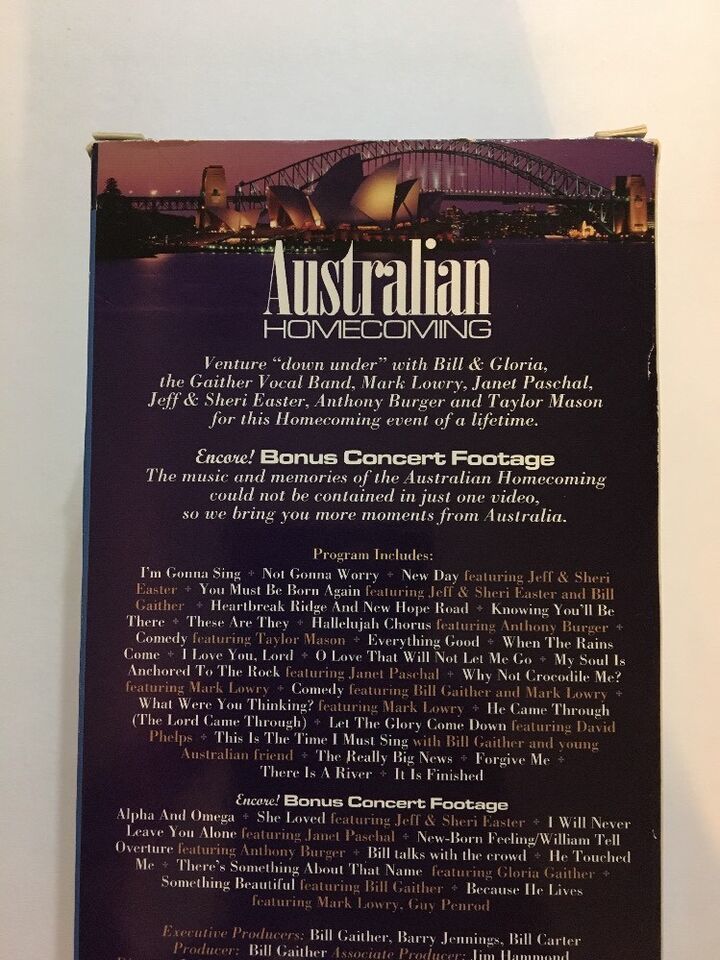 Australian
HOMECOMING
Venture “down under” with Bill & Gloria,
the Gaither Vocal Band, Mark Lowry, Janet Paschal,
Jeff & Sheri Easter, Anthony Burger and Taylor Mason
for this Homecoming event of a lifetime.
Encore! Bonus Concert Footage
The music and memories of the Australian Homecoming
could not be contained in just one video,
so we bring you more moments from Australia.
Program Includes:
I'm Gonna Sing + Not Gonna Worry + New Day featuring Jeff & Sheri
Easter + You Must Be Born Again featuring Jeff & Sheri Easter and Bill
Gaither + Heartbreak Ridge And New Hope Road + Knowing You'll Be
There + These Are They + Hallelujah Chorus featuring Anthony Burger +
Comedy featuring Taylor Mason + Everything Good + When The Rains
Come + I Love You, Lord + O Love That Will Not Let Me Go + My Soul Is
Anchored To The Rock featuring Janet Paschal + Why Not Crocodile Me?
featuring Mark Lowry + Comedy featuring Bill Gaither and Mark Lowry +
What Were You Thinking? featuring Mark Lowry + He Came Through
(The Lord Came Through) + Let The Glory Come Down featuring David
Phelps + This Is The Time I Must Sing with Bill Gaither and young
Australian friend + The Really Big News + Forgive Me +
There Is A River + It Is Finished
Encore! Bonus Concert Footage
Alpha And Omega + She Loved featuring Jeff & Sheri Easter + I Will Never
Leave You Alone featuring Janet Paschal + New-Born Feeling/William Tell
Overture featuring Anthony Burger + Bill talks with the crowd + He Touched
Me + There's Something About That Name featuring Gloria Gaither +
Something Beautiful featuring Bill Gaither + Because He Lives
featuring Mark Lowry, Guy Penrod
Executive Producers: Bill Gaither, Barry Jennings, Bill Carter
Producer: Bill Gaither Associate Producer: Jim Hammond